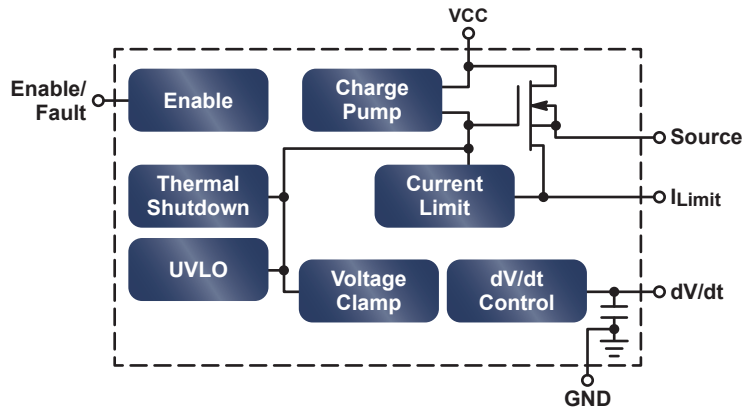 VCC
Enable/
Fault
Enable
Charge
Pump
Source
Thermal
Shutdown
Current
Limit
ILimit
UVLO
Voltage
Clamp
dV/dt
Control
dV/dt
GND